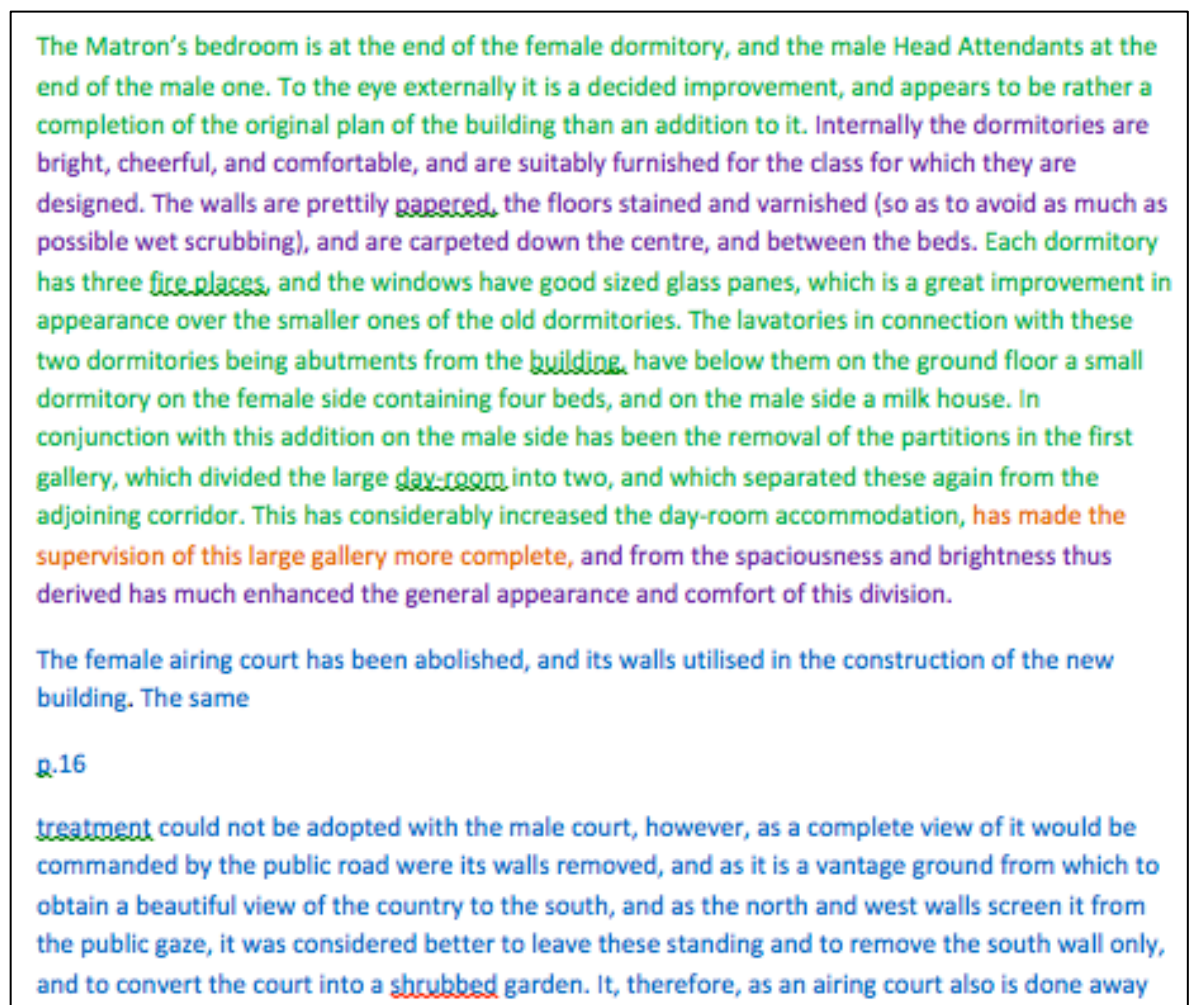 The Matron's bedroom is at the end of the female dormitory, and the male Head Attendants at the
end of the male one. To the eye externally it is a decided improvement, and appears to be rather a
completion of the original plan of the building than an addition to it. Internally the dormitories are
bright, cheerful, and comfortable, and are suitably furnished for the class for which they are
designed. The walls are prettily papered, the floors stained and varnished (so as to avoid as much as
possible wet scrubbing), and are carpeted down the centre, and between the beds. Each dormitory
has three fire places, and the windows have good sized glass panes, which is a great improvement in
appearance over the smaller ones of the old dormitories. The lavatories in connection with these
two dormitories being abutments from the building, have below them on the ground floor a small
dormitory on the female side containing four beds, and on the male side a milk house. In
conjunction with this addition on the male side has been the removal of the partitions in the first
gallery, which divided the large day-room into two, and which separated these again from the
adjoining corridor. This has considerably increased the day-room accommodation, has made the
supervision of this large gallery more complete, and from the spaciousness and brightness thus
derived has much enhanced the general appearance and comfort of this division.
The female airing court has been abolished, and its walls utilised in the construction of the new
building. The same
p.16
treatment could not be adopted with the male court, however, as a complete view of it would be
commanded by the public road were its walls removed, and as it is a vantage ground from which to
obtain a beautiful view of the country to the south, and as the north and west walls screen it from
the public gaze, it was considered better to leave these standing and to remove the south wall only,
and to convert the court into a shrubbed garden. It, therefore, as an airing court also is done away